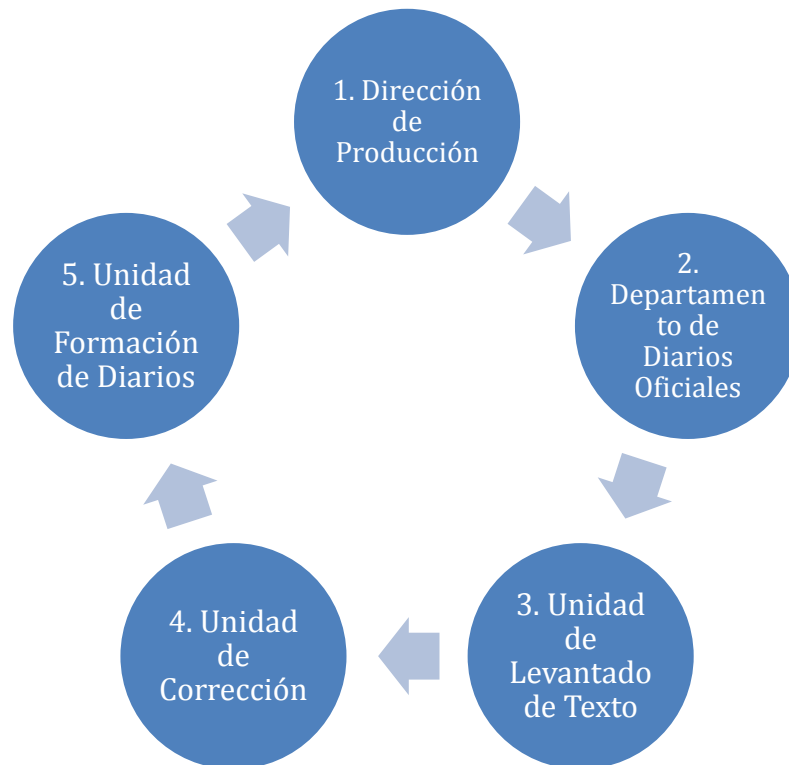 1. Dirección
de
Producción
2.
Departamen
to de
Diarios
Oficiales
3. Unidad
de
Levantado
de Texto
4. Unidad
de
Corrección
5. Unidad
de
Formación
de Diarios